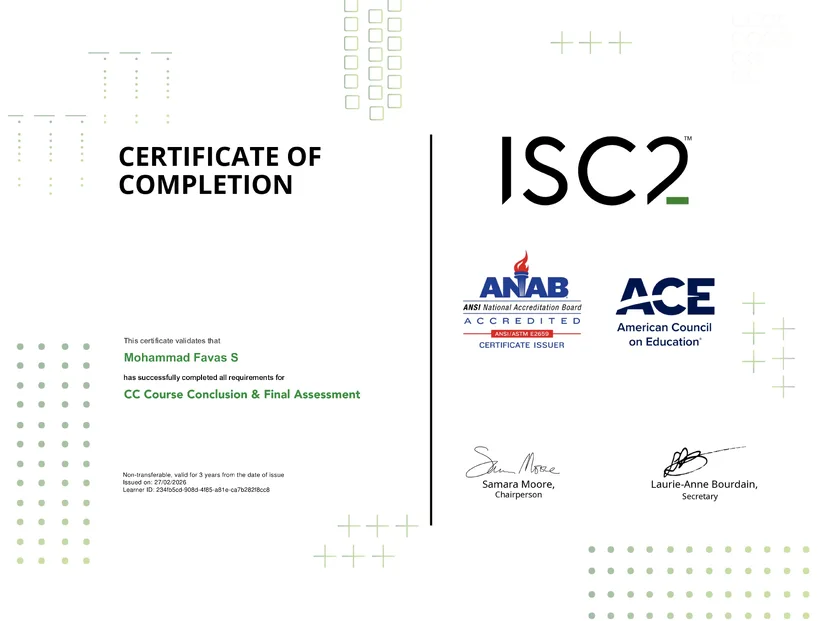 CERTIFICATE OF
COMPLETION
This certificate validates that
Mohammad Favas S
has successfully completed all requirements for
CC Course Conclusion & Final Assessment
Non-transferable, valid for 3 years from the date of issue
Issued on: 27/02/2026
Learner ID: 234fb5cd-908d-4f85-a81e-ca7b282f8cc8
ISC2™
ANAB
ANSI National Accreditation Board
ACCREDITED
ANSI/ASTM E2659
CERTIFICATE ISSUER
ACE
American Council
on Education
Sam Moore
Samara Moore,
Chairperson
Laurie-Anne Bourdain,
Secretary